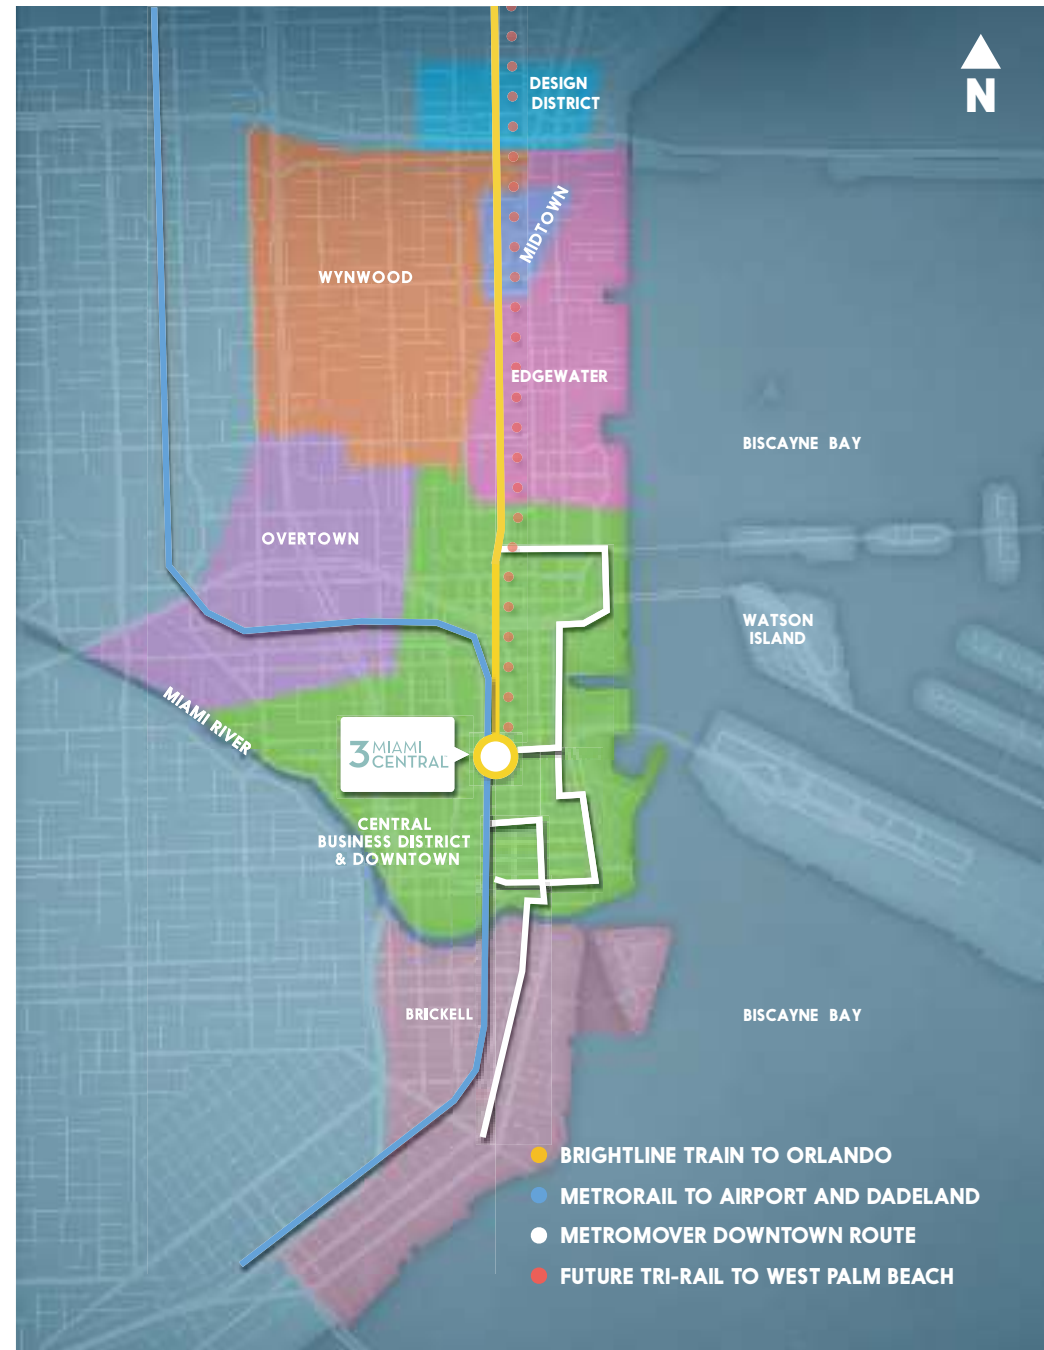 N
DESIGN
DISTRICT
MIDTOWN
WYNWOOD
EDGEWATER
BISCAYNE BAY
OVERTOWN
WATSON
ISLAND
MIAMI RIVER
3 MIAMI
CENTRAL
CENTRAL
BUSINESS DISTRICT
& DOWNTOWN
BRICKELL
BISCAYNE BAY
BRIGHTLINE TRAIN TO ORLANDO
METRORAIL TO AIRPORT AND DADELAND
METROMOVER DOWNTOWN ROUTE
FUTURE TRI-RAIL TO WEST PALM BEACH